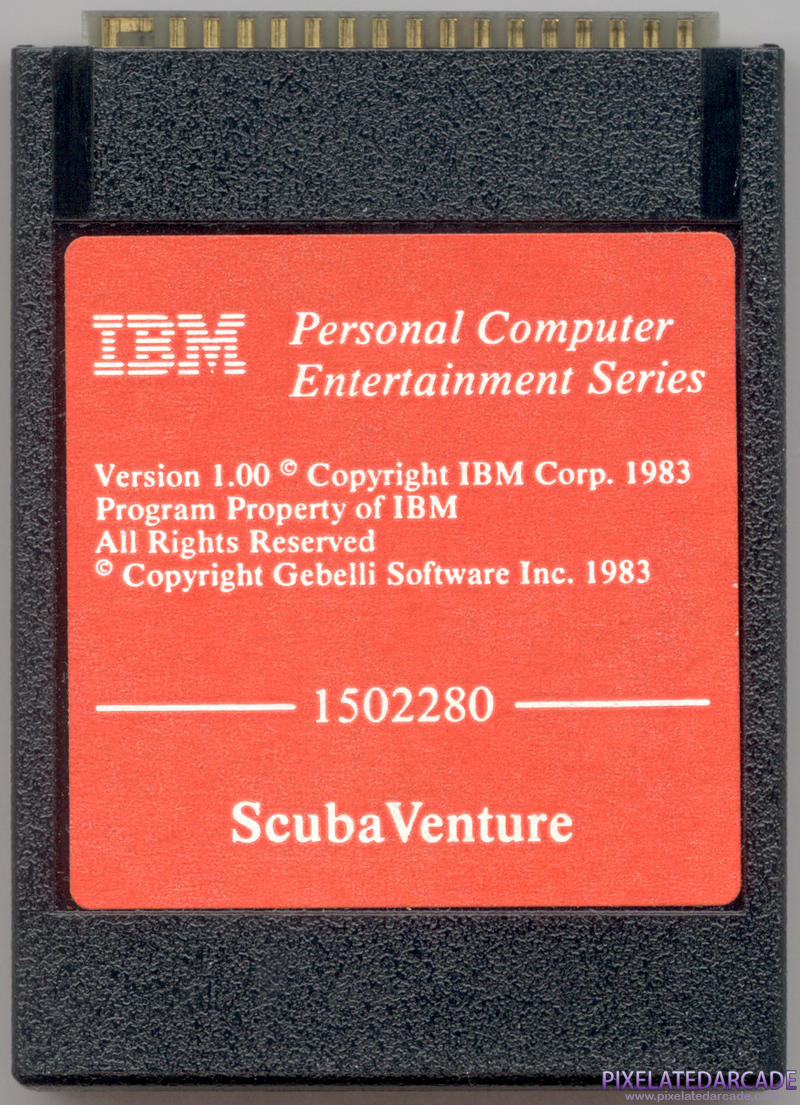 IBM
Personal Computer
Entertainment Series
Version 1.00 © Copyright IBM Corp. 1983
Program Property of IBM
All Rights Reserved
© Copyright Gebelli Software Inc. 1983
1502280
ScubaVenture
PIXELATEDARCADE
www.pixelatedarcade.com